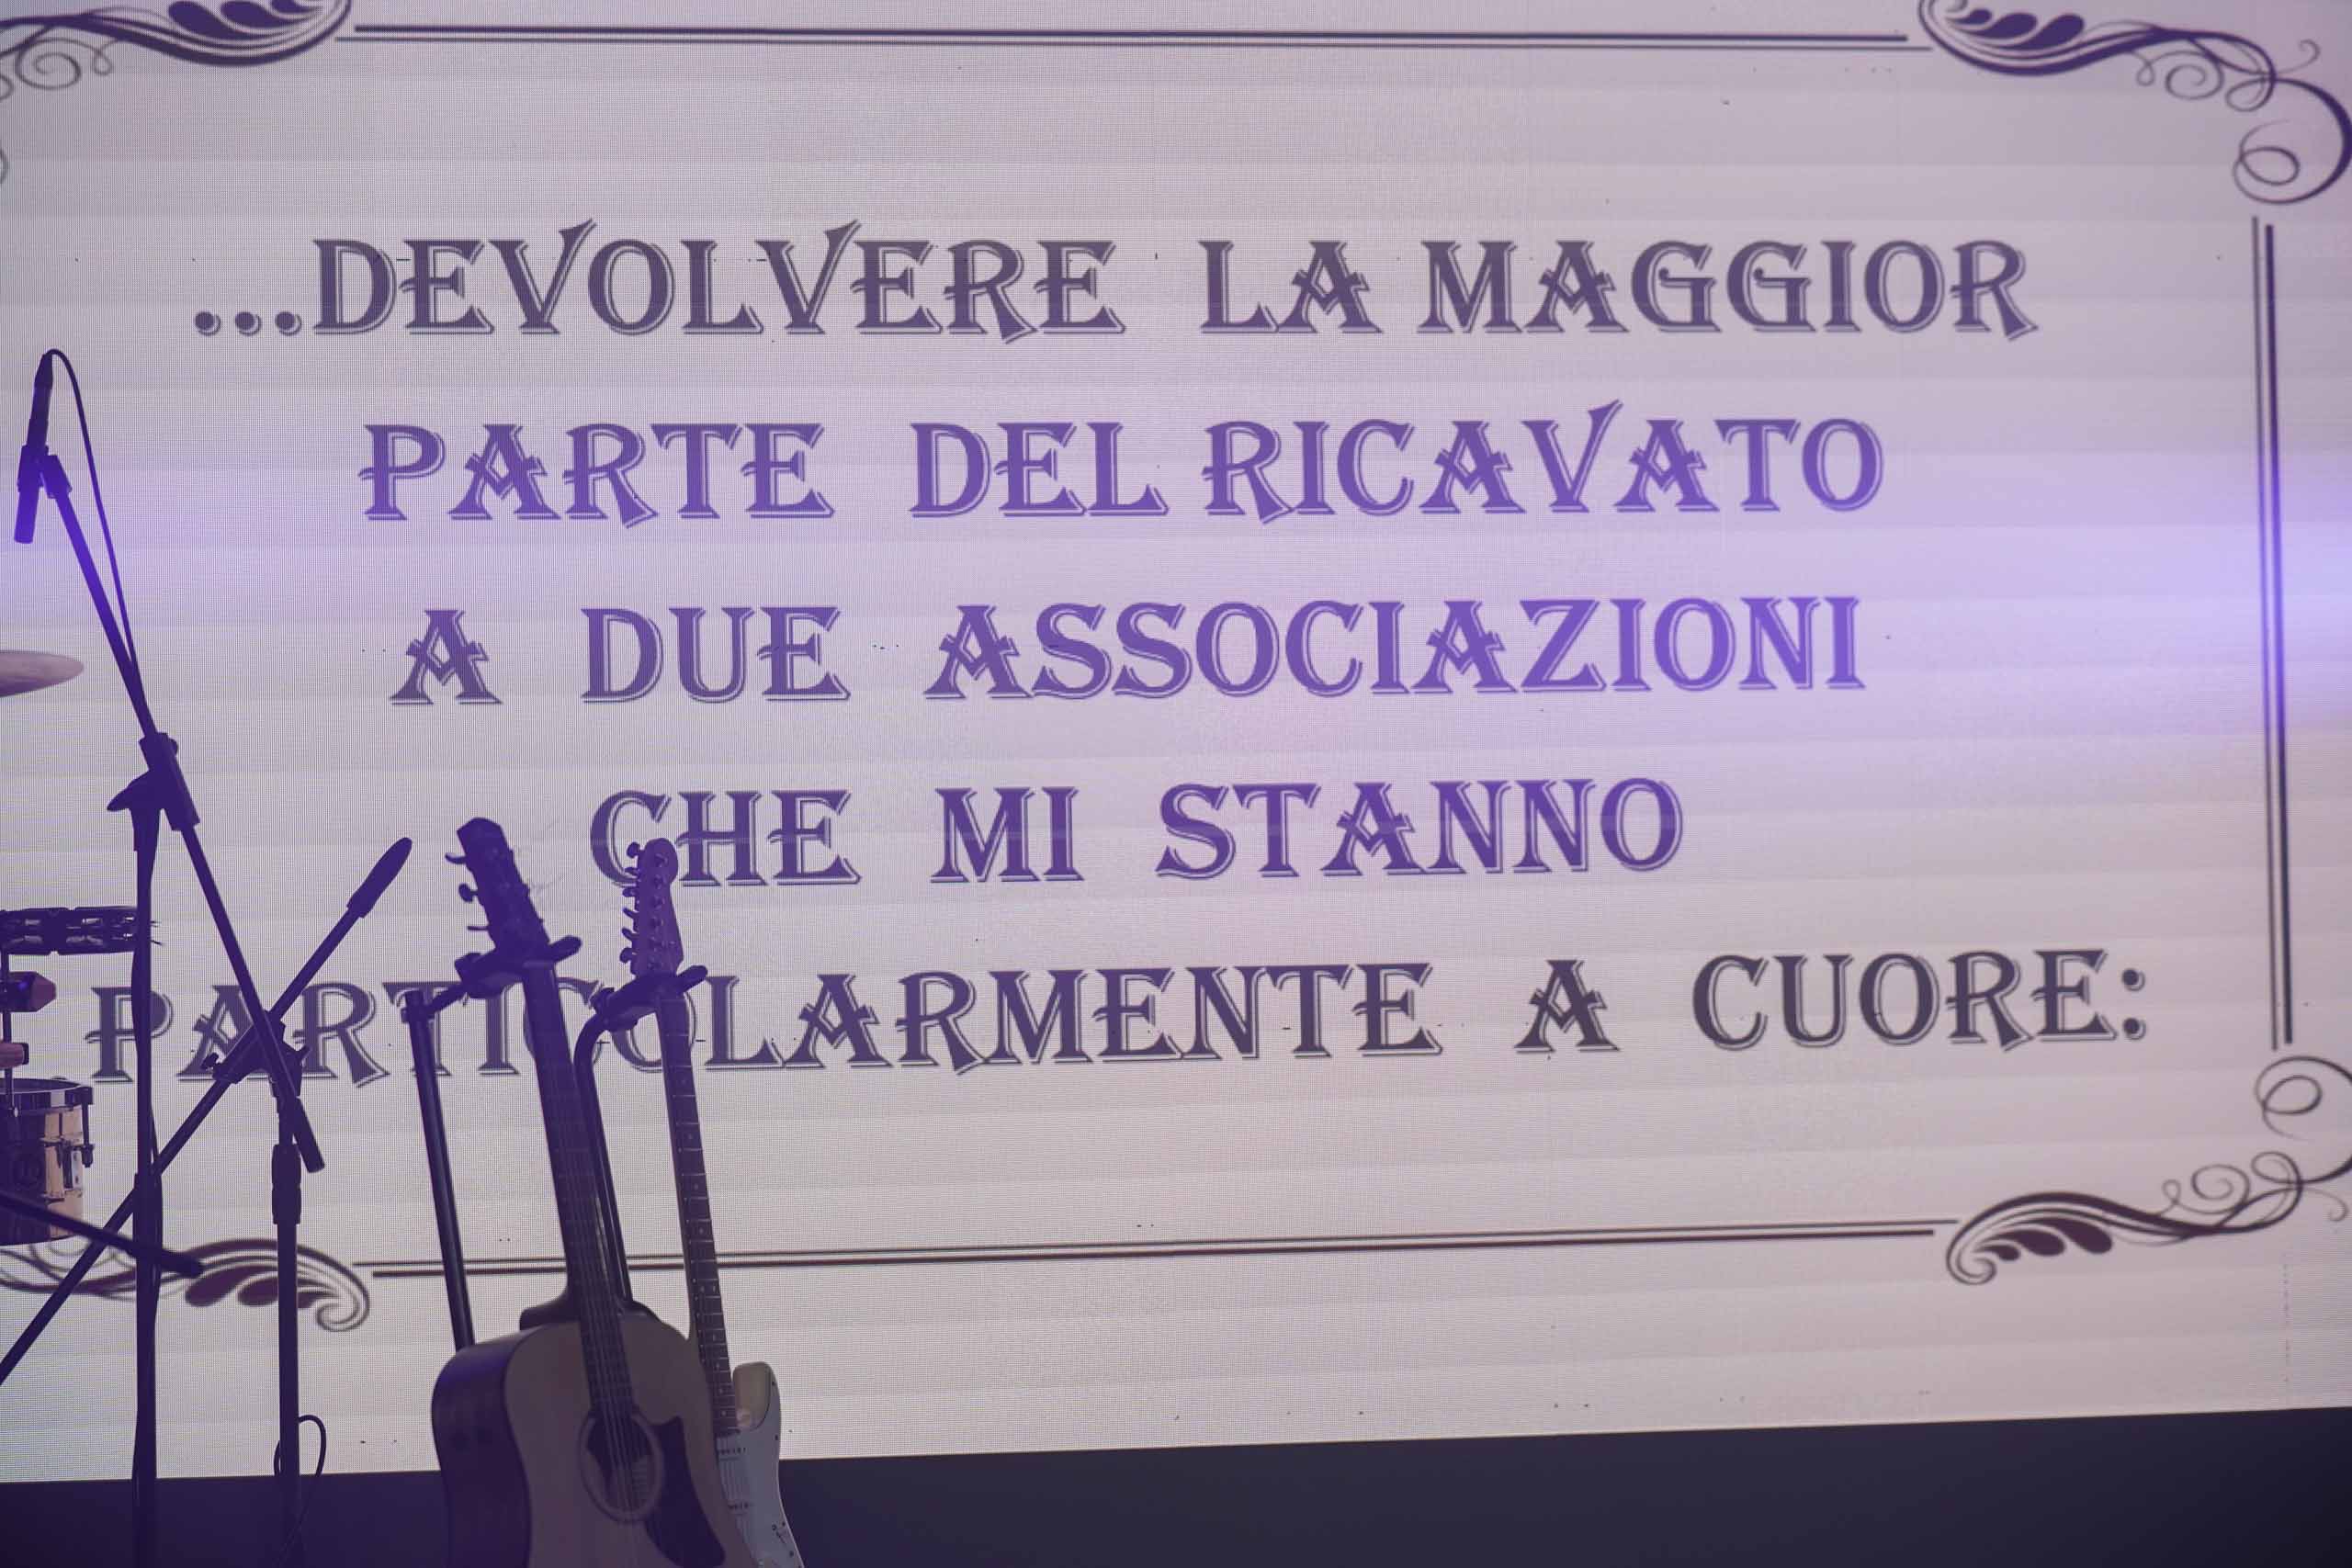 ...DEVOLVERE LA MAGGIOR
PARTE DEL RICAVATO
A DUE ASSOCIAZIONI
CHE MI STANNO
PARTICOLARMENTE A CUORE: